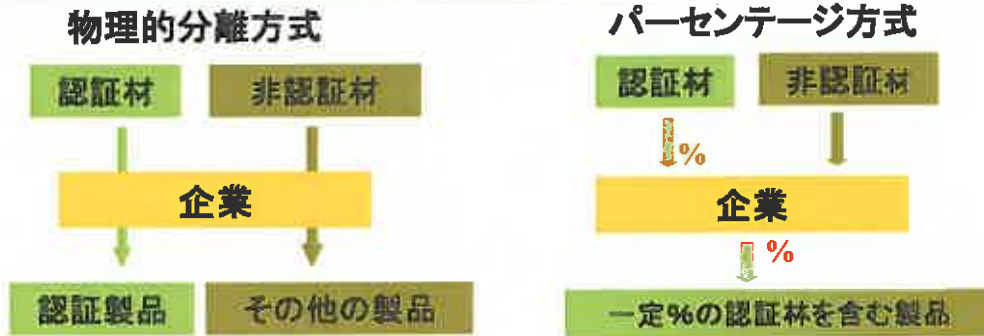 物理的分離方式
認証材
非認証材
企業
認証製品
その他の製品
パーセンテージ方式
認証材
非認証材
%
企業
%
一定%の認証林を含む製品